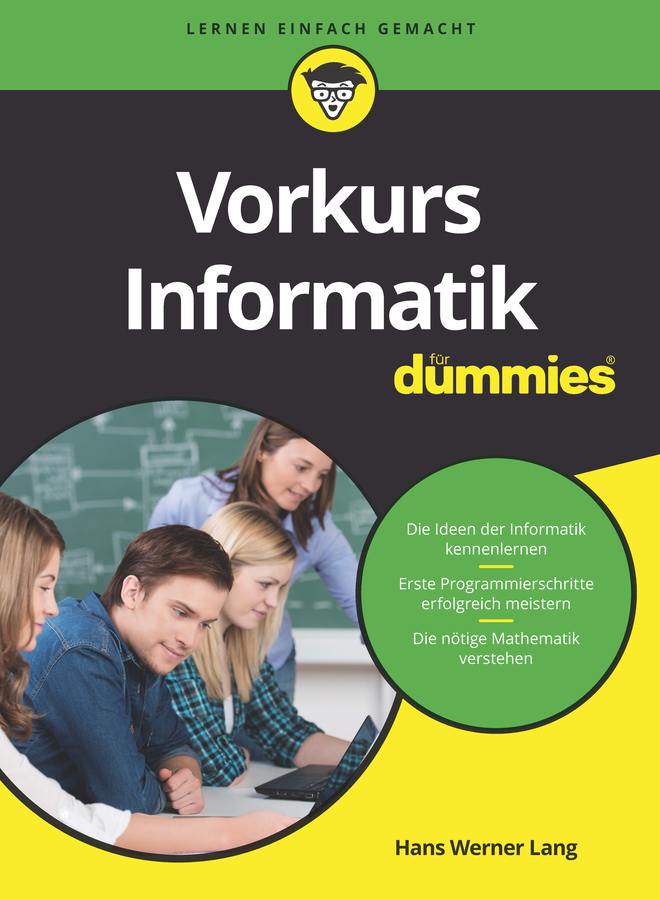 LERNEN EINFACH GEMACHT
Vorkurs
Informatik
für
dummies®
Die Ideen der Informatik
kennenlernen
Erste Programmierschritte
erfolgreich meistern
Die nötige Mathematik
verstehen
Hans Werner Lang